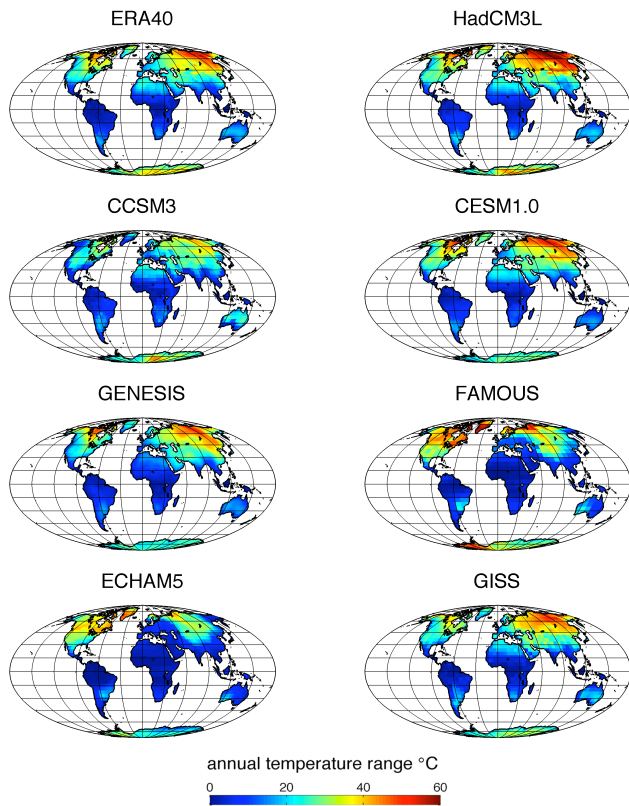 ERA40
HadCM3L
CCSM3
CESM1.0
GENESIS
FAMOUS
ECHAM5
GISS
annual temperature range °C
0 20 40 60